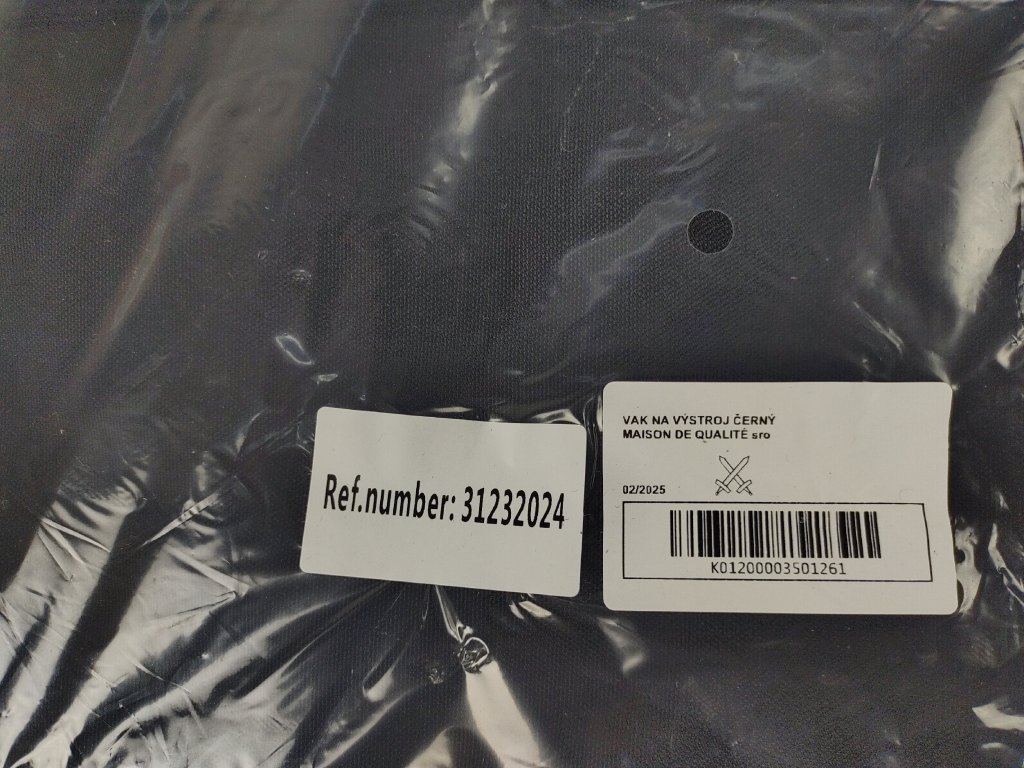 Ref.number: 31232024
VAK NA VÝSTROJ ČERNÝ
MAISON DE QUALITÉ sro
02/2025
K01200003501261